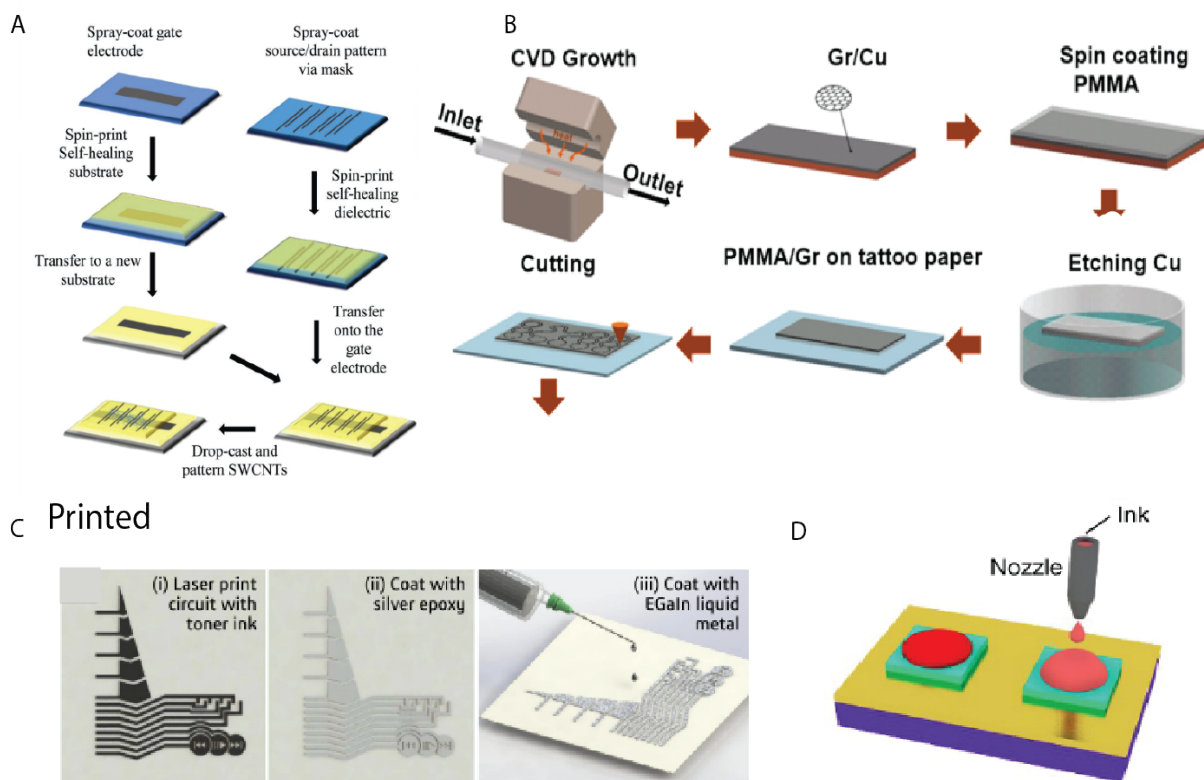 A
Spray-coat gate
electrode
Spin-print
Self-healing
substrate
Transfer to a new
substrate
Spray-coat
source/drain pattern
via mask
Spin-print
self-healing
dielectric
Transfer
onto the
gate
electrode
Drop-cast and
pattern SWCNTs
B
CVD Growth
Inlet
heat
Outlet
Gr/Cu
Spin coating
PMMA
Etching Cu
PMMA/Gr on tattoo paper
Cutting
C
Printed
(i) Laser print
circuit with
toner ink
(ii) Coat with
silver epoxy
(iii) Coat with
EGaIn liquid
metal
D
Ink
Nozzle